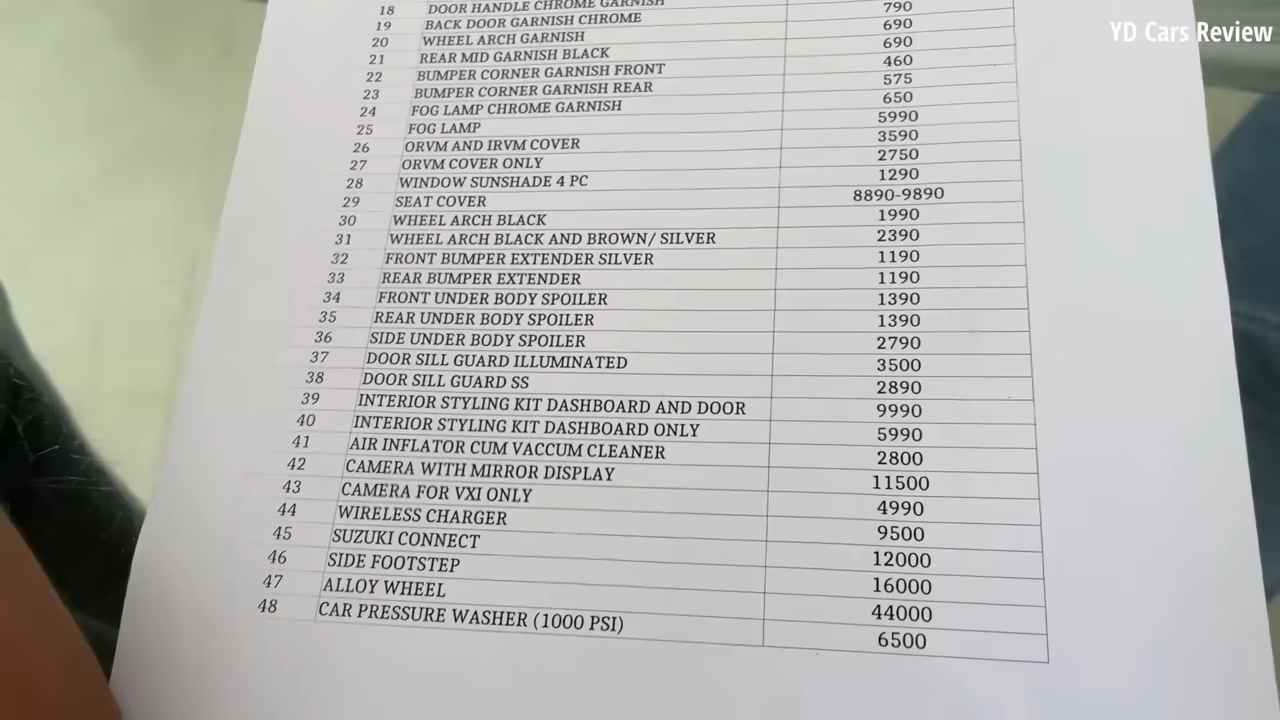 YD Cars Review
18 DOOR HANDLE CHROME GARNISH
19 BACK DOOR GARNISH CHROME 790
20 WHEEL ARCH GARNISH 690
21 REAR MID GARNISH BLACK 690
22 BUMPER CORNER GARNISH FRONT 460
23 BUMPER CORNER GARNISH REAR 575
24 FOG LAMP CHROME GARNISH 650
25 FOG LAMP 5990
26 ORVM AND IRVM COVER 3590
27 ORVM COVER ONLY 2750
28 WINDOW SUNSHADE 4 PC 1290
29 SEAT COVER 8890-9890
30 WHEEL ARCH BLACK 1990
31 WHEEL ARCH BLACK AND BROWN/ SILVER 2390
32 FRONT BUMPER EXTENDER SILVER 1190
33 REAR BUMPER EXTENDER 1190
34 FRONT UNDER BODY SPOILER 1390
35 REAR UNDER BODY SPOILER 1390
36 SIDE UNDER BODY SPOILER 2790
37 DOOR SILL GUARD ILLUMINATED 3500
38 DOOR SILL GUARD SS 2890
39 INTERIOR STYLING KIT DASHBOARD AND DOOR 9990
40 INTERIOR STYLING KIT DASHBOARD ONLY 5990
41 AIR INFLATOR CUM VACCUM CLEANER 2800
42 CAMERA WITH MIRROR DISPLAY 11500
43 CAMERA FOR VXI ONLY 4990
44 WIRELESS CHARGER 9500
45 SUZUKI CONNECT 12000
46 SIDE FOOTSTEP 16000
47 ALLOY WHEEL 44000
48 CAR PRESSURE WASHER (1000 PSI) 6500